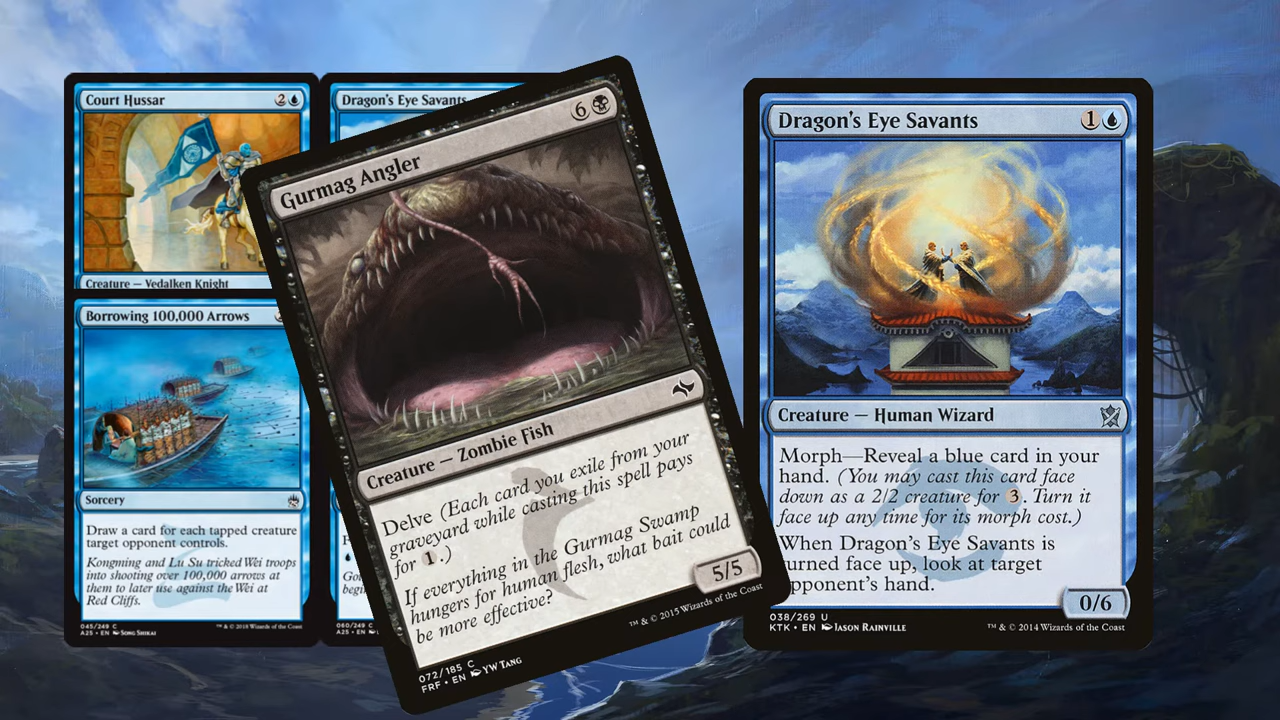 Court Hussar
2
Creature — Vedalken Knight
Borrowing 100,000 Arrows
Sorcery
Draw a card for each tapped creature
target opponent controls.
Kongming and Lu Su tricked Wei troops
into shooting over 100,000 arrows at
them to later use against the Wei at
Red Cliffs.
045/249 C
A25 • EN Song Shikai
™ & © 2018 Wizards of the Coast
Dragon's Eye Savants
060/249 C
A25 • EN
Gurmag Angler
6
Creature — Zombie Fish
Delve (Each card you exile from your
graveyard while casting this spell pays
for 1.)
If everything in the Gurmag Swamp
hungers for human flesh, what bait could
be more effective?
5/5
072/185 C
FRF • EN YW Tang
™ & © 2015 Wizards of the Coast
Dragon's Eye Savants
1
Creature — Human Wizard
Morph—Reveal a blue card in your
hand. (You may cast this card face
down as a 2/2 creature for 3. Turn it
face up any time for its morph cost.)
When Dragon's Eye Savants is
turned face up, look at target
opponent's hand.
0/6
038/269 U
KTK • EN Jason Rainville
™ & © 2014 Wizards of the Coast